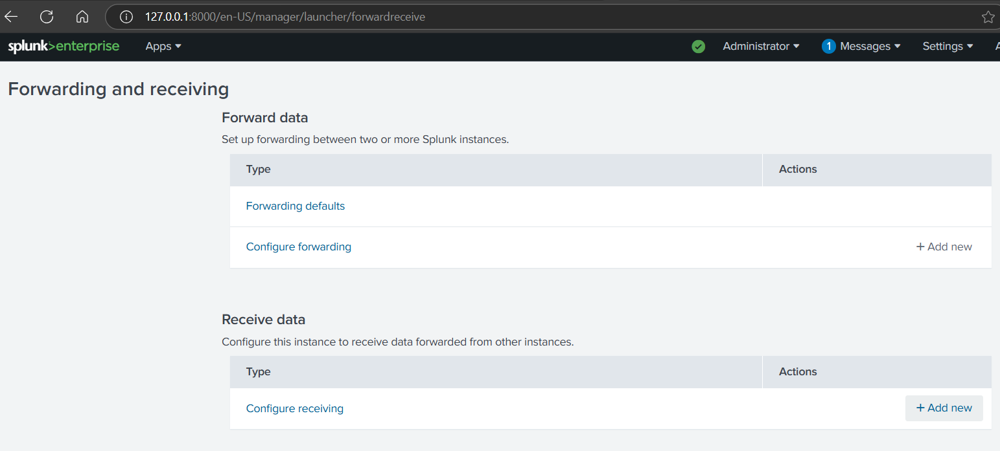 127.0.0.1:8000/en-US/manager/launcher/forwardreceive
splunk>enterprise Apps Administrator 1 Messages Settings
Forwarding and receiving
Forward data
Set up forwarding between two or more Splunk instances.
Type Actions
Forwarding defaults
Configure forwarding + Add new
Receive data
Configure this instance to receive data forwarded from other instances.
Type Actions
Configure receiving + Add new